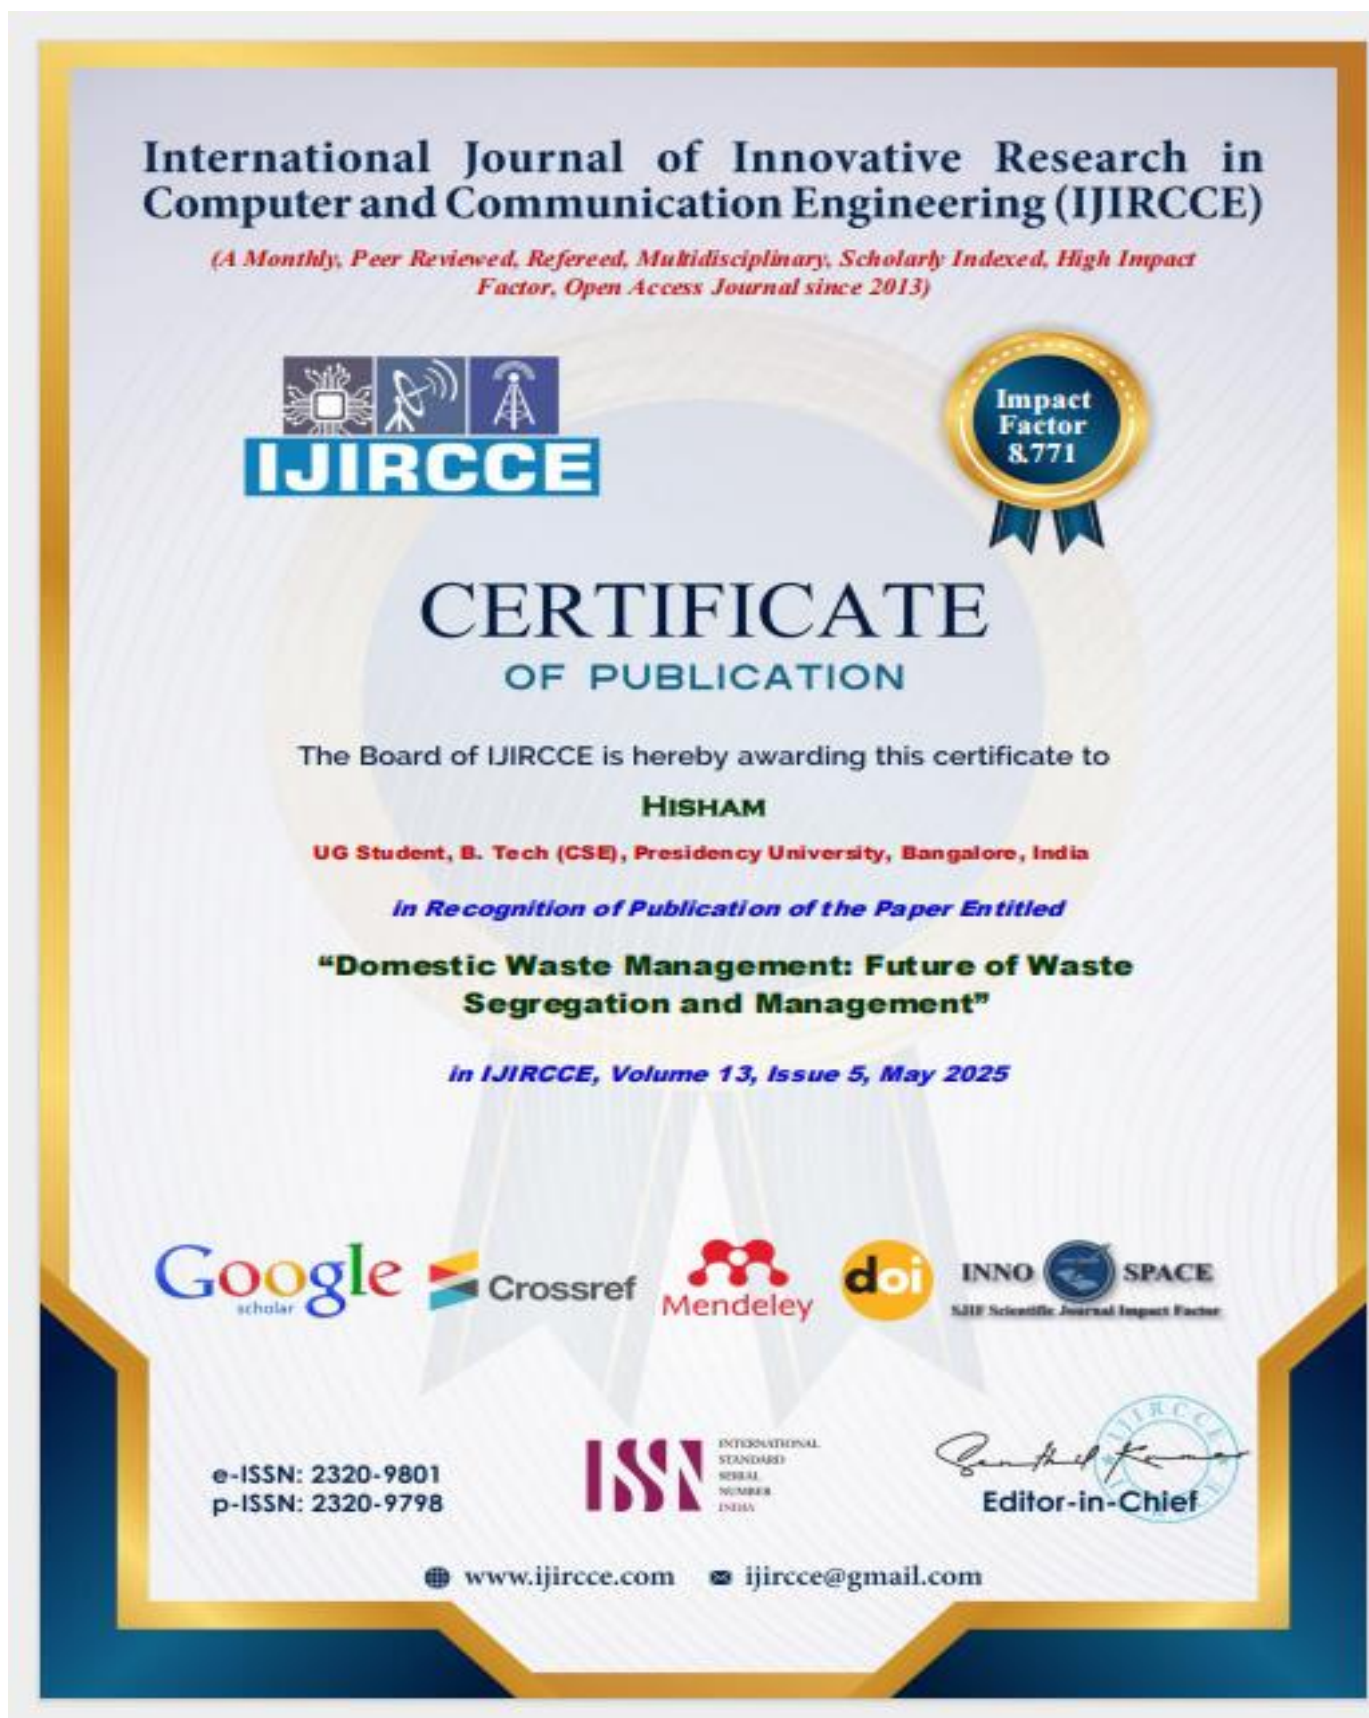 International Journal of Innovative Research in
Computer and Communication Engineering (IJIRCCE)
(A Monthly, Peer Reviewed, Refereed, Multidisciplinary, Scholarly Indexed, High Impact
Factor, Open Access Journal since 2013)
IJIRCCE
Impact
Factor
8.771
CERTIFICATE
OF PUBLICATION
The Board of IJIRCCE is hereby awarding this certificate to
HISHAM
UG Student, B. Tech (CSE), Presidency University, Bangalore, India
in Recognition of Publication of the Paper Entitled
“Domestic Waste Management: Future of Waste
Segregation and Management”
in IJIRCCE, Volume 13, Issue 5, May 2025
Google
scholar
Crossref
Mendeley
doi
INNO SPACE
SJIF Scientific Journal Impact Factor
e-ISSN: 2320-9801
p-ISSN: 2320-9798
ISSN
INTERNATIONAL
STANDARD
SERIAL
NUMBER
INDIA
IJIRCCE
Senthil Kumar
Editor-in-Chief
www.ijircce.com
ijircce@gmail.com